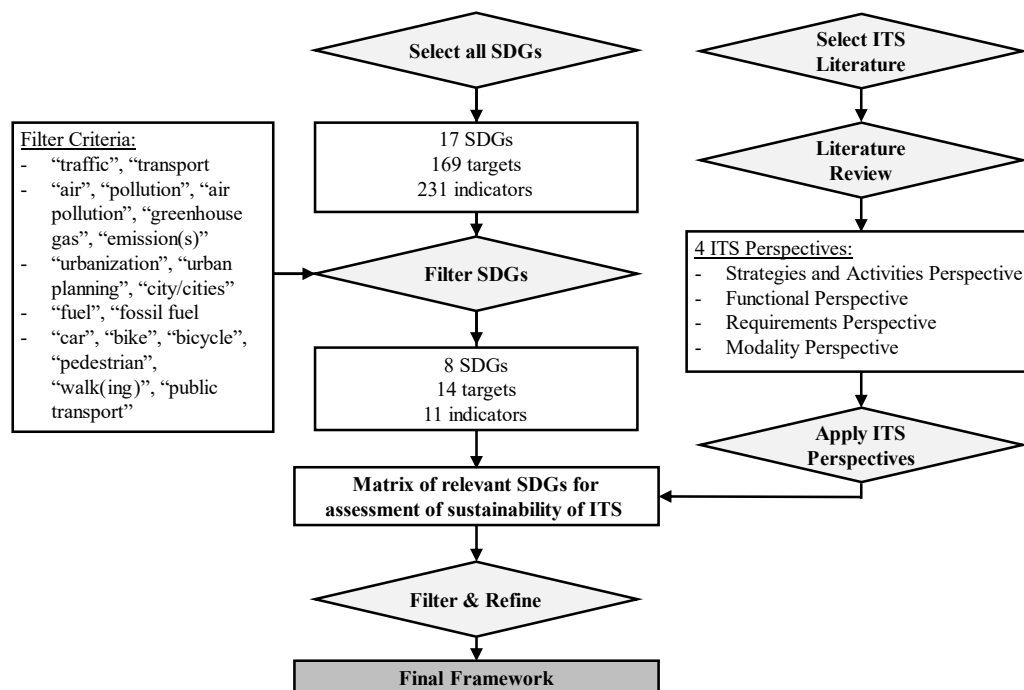 Select all SDGs
17 SDGs
169 targets
231 indicators
Filter Criteria:
- “traffic”, “transport
- “air”, “pollution”, “air
pollution”, “greenhouse
gas”, “emission(s)”
- “urbanization”, “urban
planning”, “city/cities”
- “fuel”, “fossil fuel
- “car”, “bike”, “bicycle”,
“pedestrian”,
“walk(ing)”, “public
transport”
Filter SDGs
8 SDGs
14 targets
11 indicators
Select ITS
Literature
Literature
Review
4 ITS Perspectives:
- Strategies and Activities Perspective
- Functional Perspective
- Requirements Perspective
- Modality Perspective
Apply ITS
Perspectives
Matrix of relevant SDGs for
assessment of sustainability of ITS
Filter & Refine
Final Framework